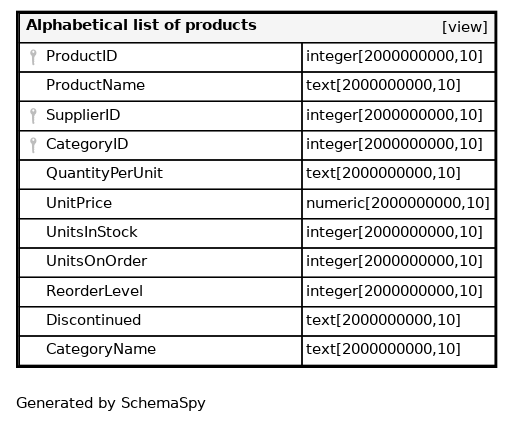 Alphabetical list of products [view]
ProductID integer[2000000000,10]
ProductName text[2000000000,10]
SupplierID integer[2000000000,10]
CategoryID integer[2000000000,10]
QuantityPerUnit text[2000000000,10]
UnitPrice numeric[2000000000,10]
UnitsInStock integer[2000000000,10]
UnitsOnOrder integer[2000000000,10]
ReorderLevel integer[2000000000,10]
Discontinued text[2000000000,10]
CategoryName text[2000000000,10]
Generated by SchemaSpy